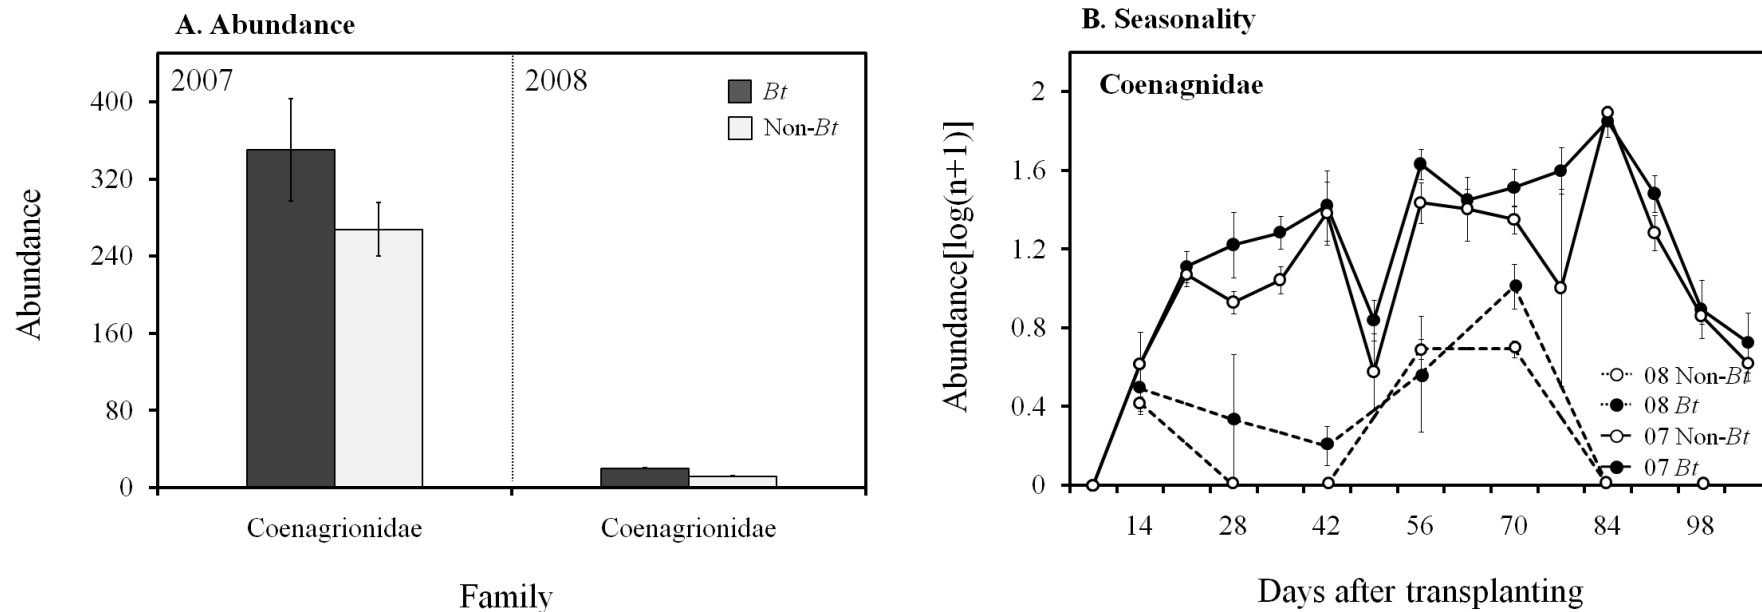 A. Abundance
2007
2008
Bt
Non-Bt
400
320
240
160
80
0
Abundance
Coenagrionidae
Coenagrionidae
Family
B. Seasonality
Coenagnidae
2
1.6
1.2
0.8
0.4
0
Abundance[log(n+1)]
08 Non-Bt
08 Bt
07 Non-Bt
07 Bt
14 28 42 56 70 84 98
Days after transplanting